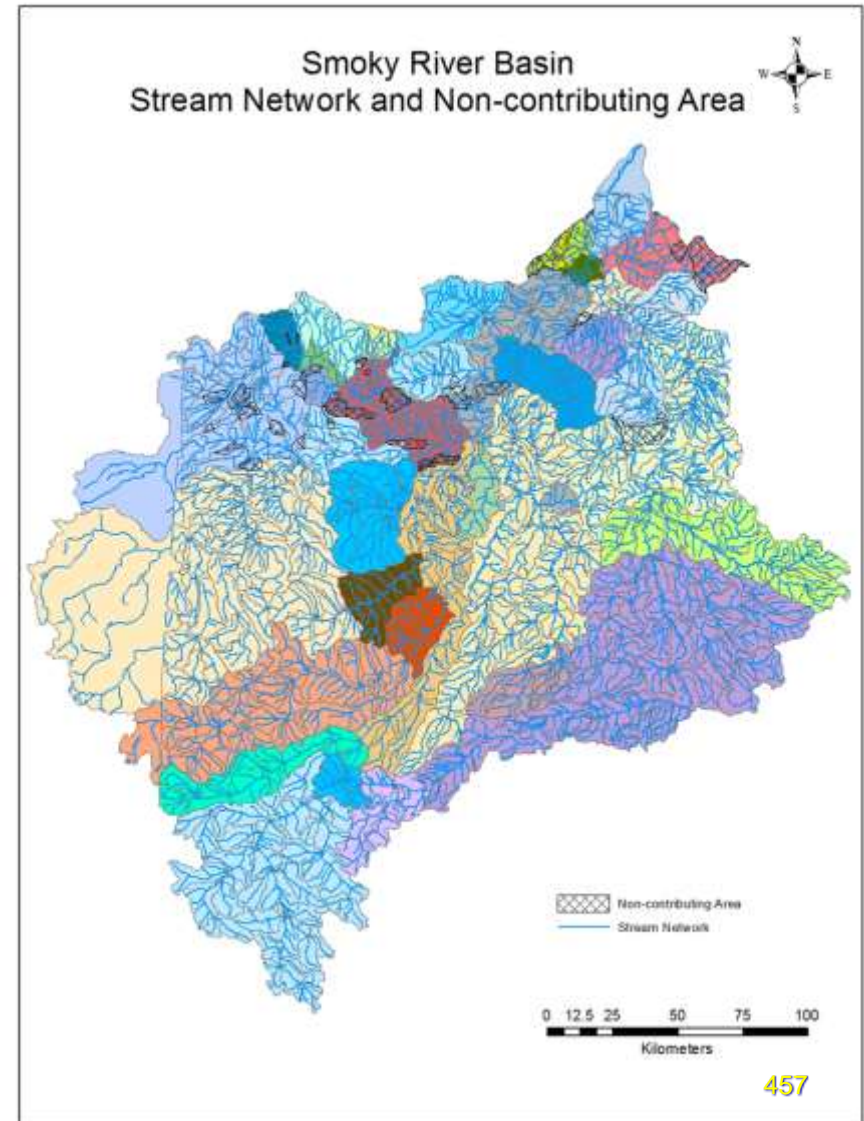 Smoky River Basin
Stream Network and Non-contributing Area
N
W E
S
Non-contributing Area
Stream Network
0 12.5 25 50 75 100
Kilometers
457